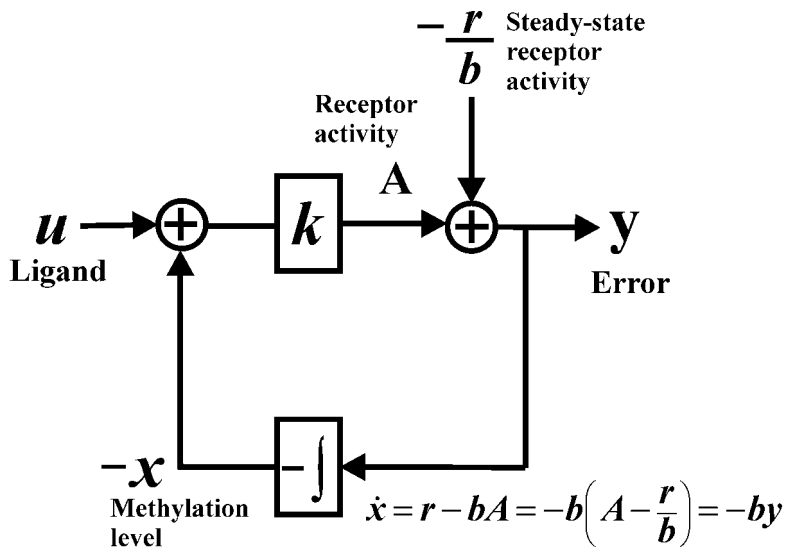 − r/b Steady-state
receptor
activity
Receptor
activity
A
+ k +
u
Ligand
y
Error
−x
− ∫
Methylation
level
ẋ = r − bA = −b(A − r/b) = −by